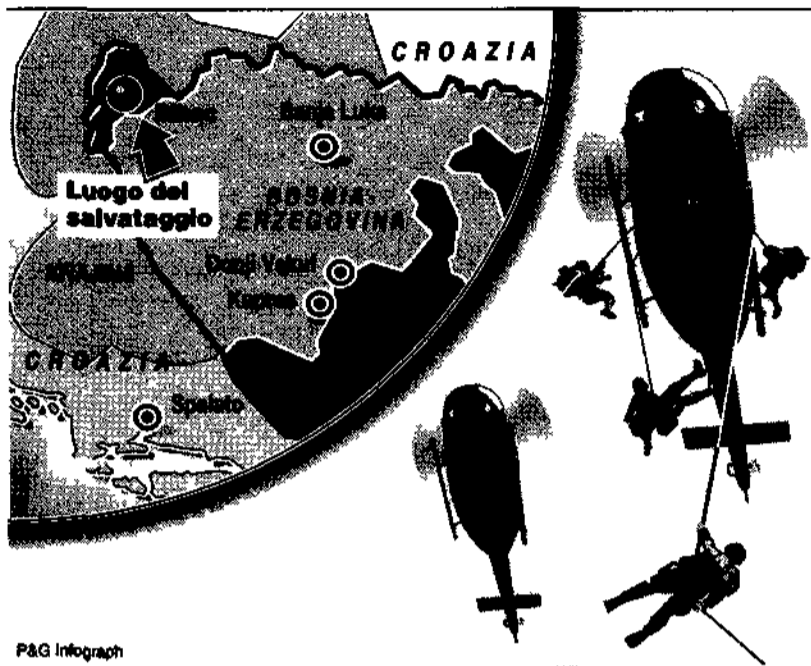 CROAZIA
Banja Luka
Luogo del
salvataggio
BOSNIA-
ERZEGOVINA
Donji Vakuf
Kupres
CROAZIA
Spalato
P&G Infograph